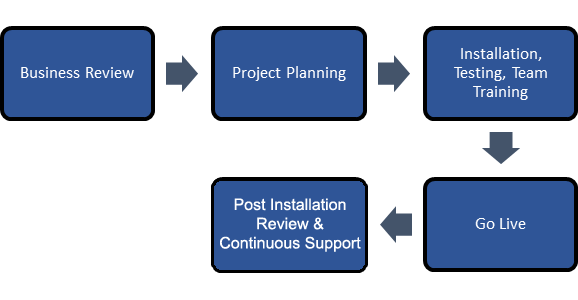 Business Review
Project Planning
Installation,
Testing, Team
Training
Go Live
Post Installation
Review &
Continuous Support